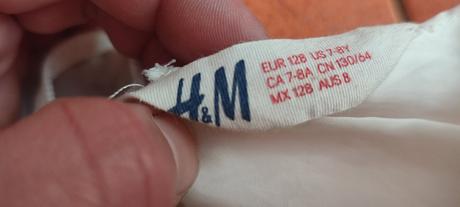 H&M
EUR 128 US 7-8Y
CA 7-8A CN 130/64
MX 128 AUS 8